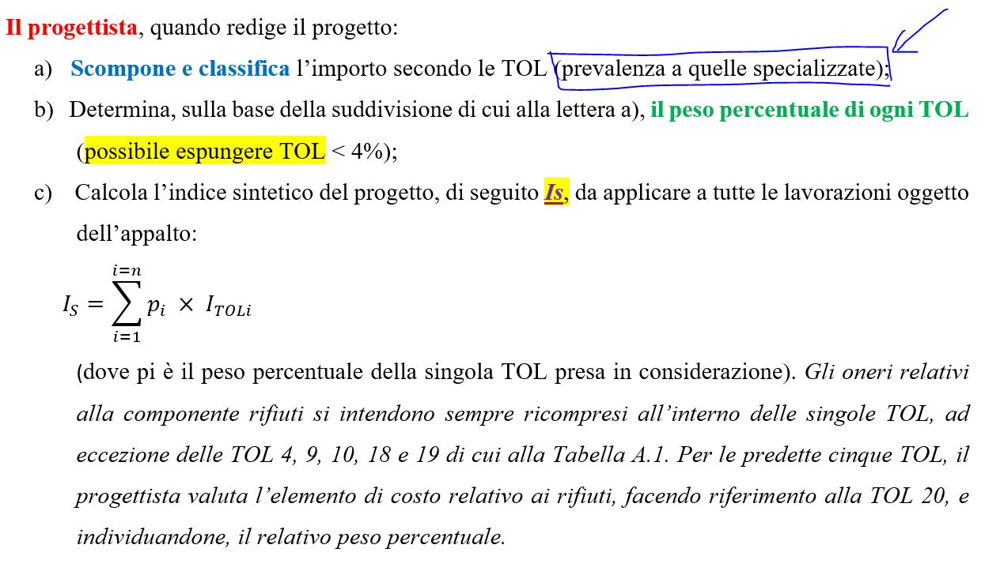 Il progettista, quando redige il progetto:
a) Scompone e classifica l'importo secondo le TOL (prevalenza a quelle specializzate);
b) Determina, sulla base della suddivisione di cui alla lettera a), il peso percentuale di ogni TOL
(possibile espungere TOL < 4%);
c) Calcola l'indice sintetico del progetto, di seguito Is, da applicare a tutte le lavorazioni oggetto
dell'appalto:
i=n
I_S = ∑ p_i × I_TOLi
i=1
(dove pi è il peso percentuale della singola TOL presa in considerazione). Gli oneri relativi
alla componente rifiuti si intendono sempre ricompresi all'interno delle singole TOL, ad
eccezione delle TOL 4, 9, 10, 18 e 19 di cui alla Tabella A.1. Per le predette cinque TOL, il
progettista valuta l'elemento di costo relativo ai rifiuti, facendo riferimento alla TOL 20, e
individuandone, il relativo peso percentuale.